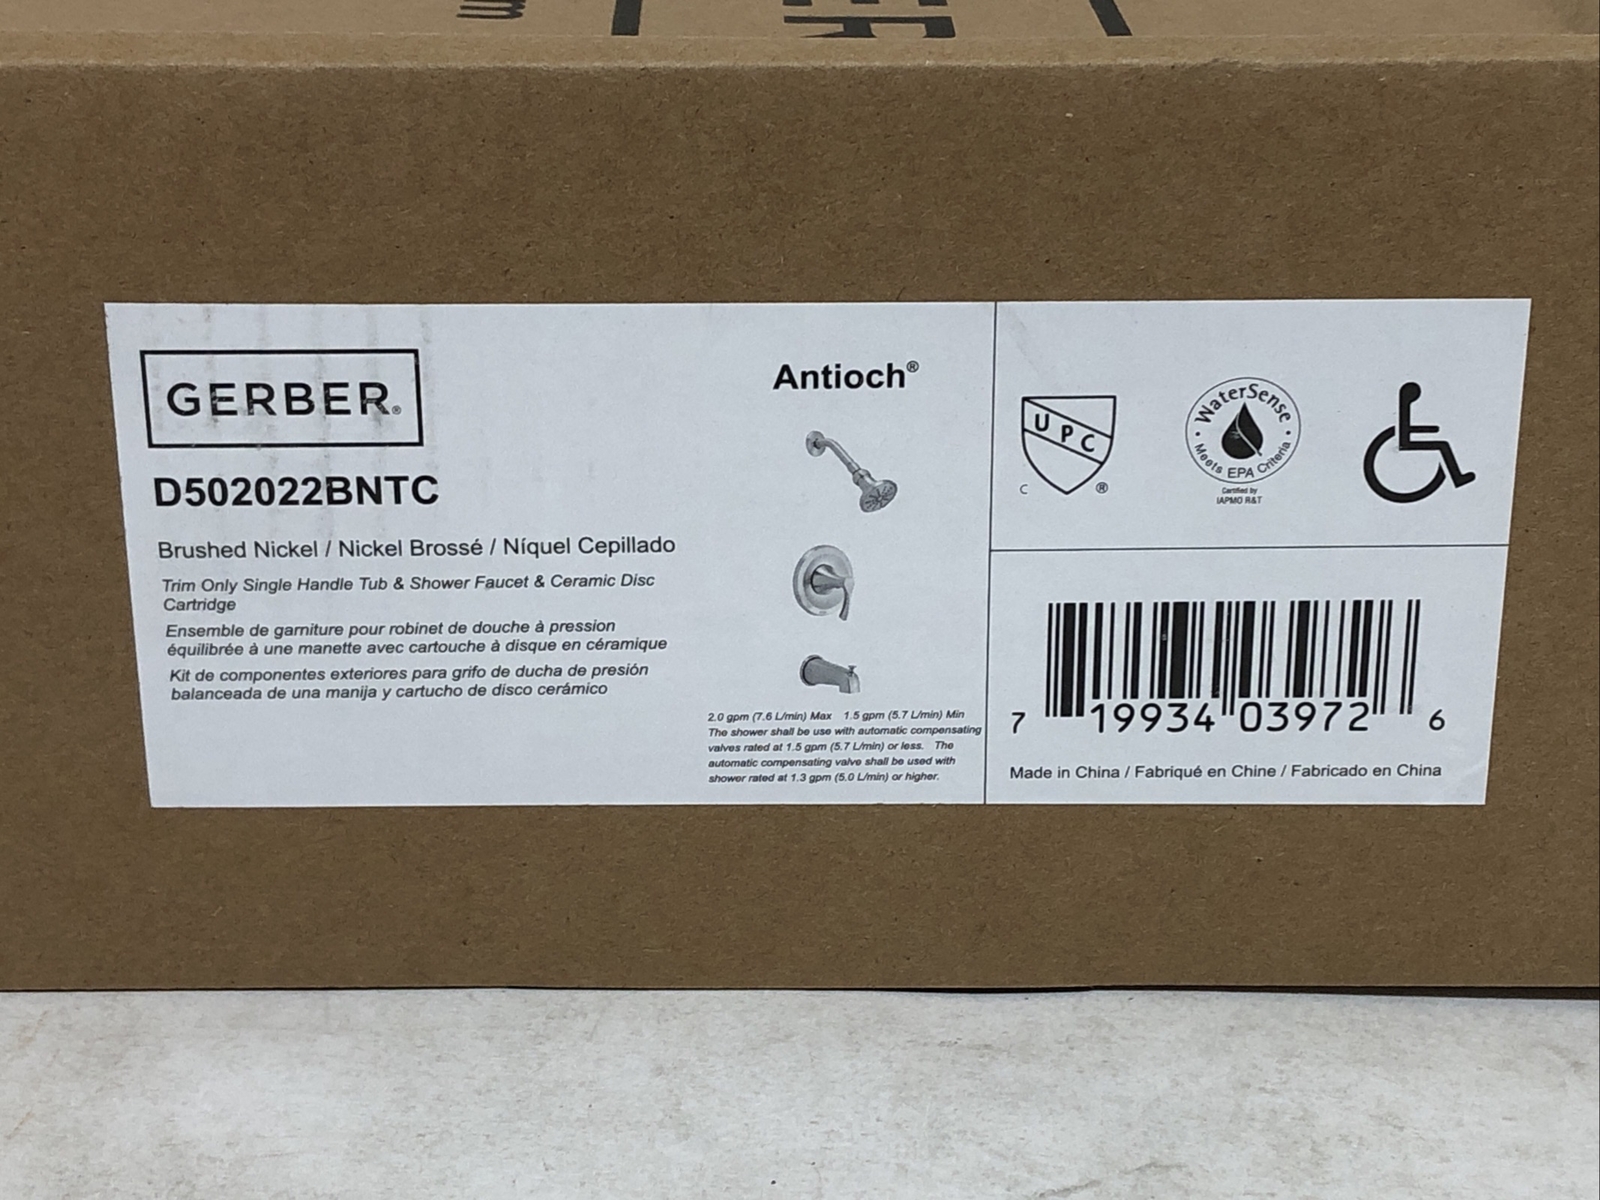 GERBER®
D502022BNTC
Brushed Nickel / Nickel Brossé / Níquel Cepillado
Trim Only Single Handle Tub & Shower Faucet & Ceramic Disc
Cartridge
Ensemble de garniture pour robinet de douche à pression
équilibrée à une manette avec cartouche à disque en céramique
Kit de componentes exteriores para grifo de ducha de presión
balanceada de una manija y cartucho de disco cerámico
Antioch®
2.0 gpm (7.6 L/min) Max 1.5 gpm (5.7 L/min) Min
The shower shall be use with automatic compensating
valves rated at 1.5 gpm (5.7 L/min) or less. The
automatic compensating valve shall be used with
shower rated at 1.3 gpm (5.0 L/min) or higher.
UPC
C ®
WaterSense
Meets EPA Criteria
Certified by
IAPMO R&T
7 19934 03972 6
Made in China / Fabriqué en Chine / Fabricado en China